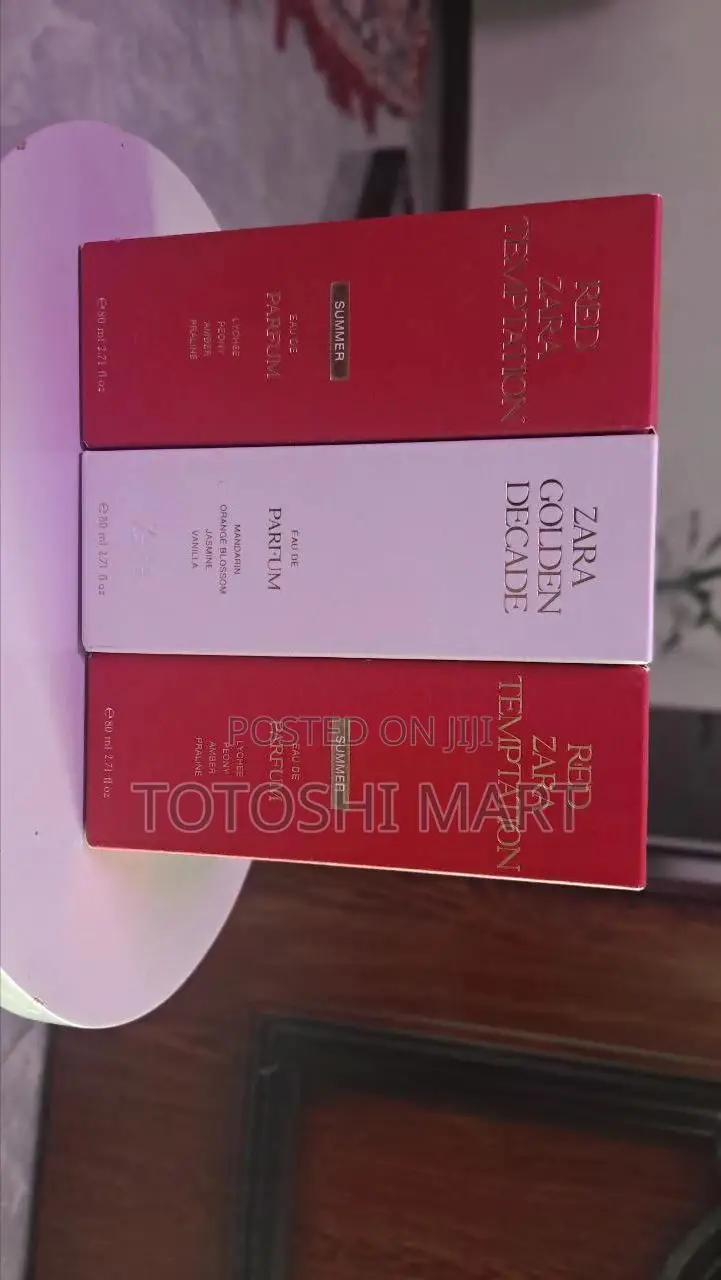 RED
ZARA
TEMPTATION
SUMMER
EAU DE
PARFUM
LYCHEE
PEONY
AMBER
PRALINE
e 80 ml 2.71 fl oz
ZARA
GOLDEN
DECADE
EAU DE
PARFUM
MANDARIN
ORANGE BLOSSOM
JASMINE
VANILLA
e 80 ml 2.71 fl oz
RED
ZARA
TEMPTATION
SUMMER
EAU DE
PARFUM
LYCHEE
PEONY
AMBER
PRALINE
e 80 ml 2.71 fl oz
POSTED ON JIJI
TOTOSHI MART